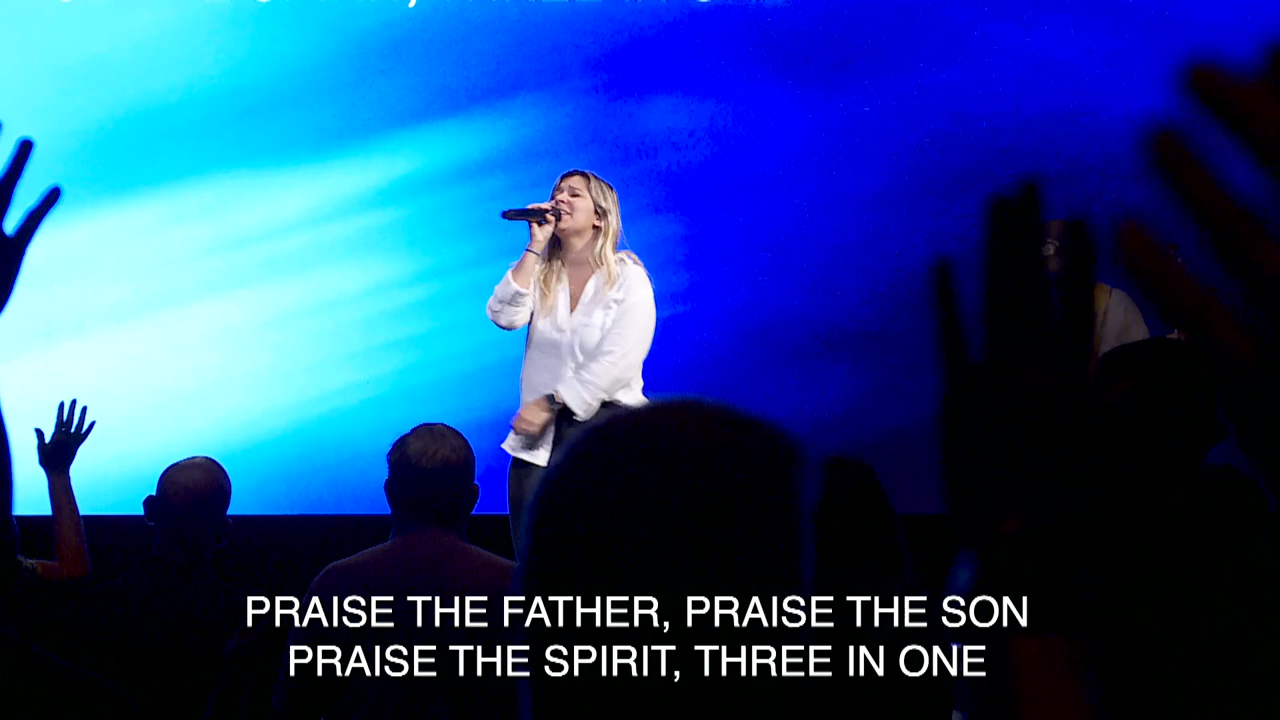 PRAISE THE FATHER, PRAISE THE SON
PRAISE THE SPIRIT, THREE IN ONE